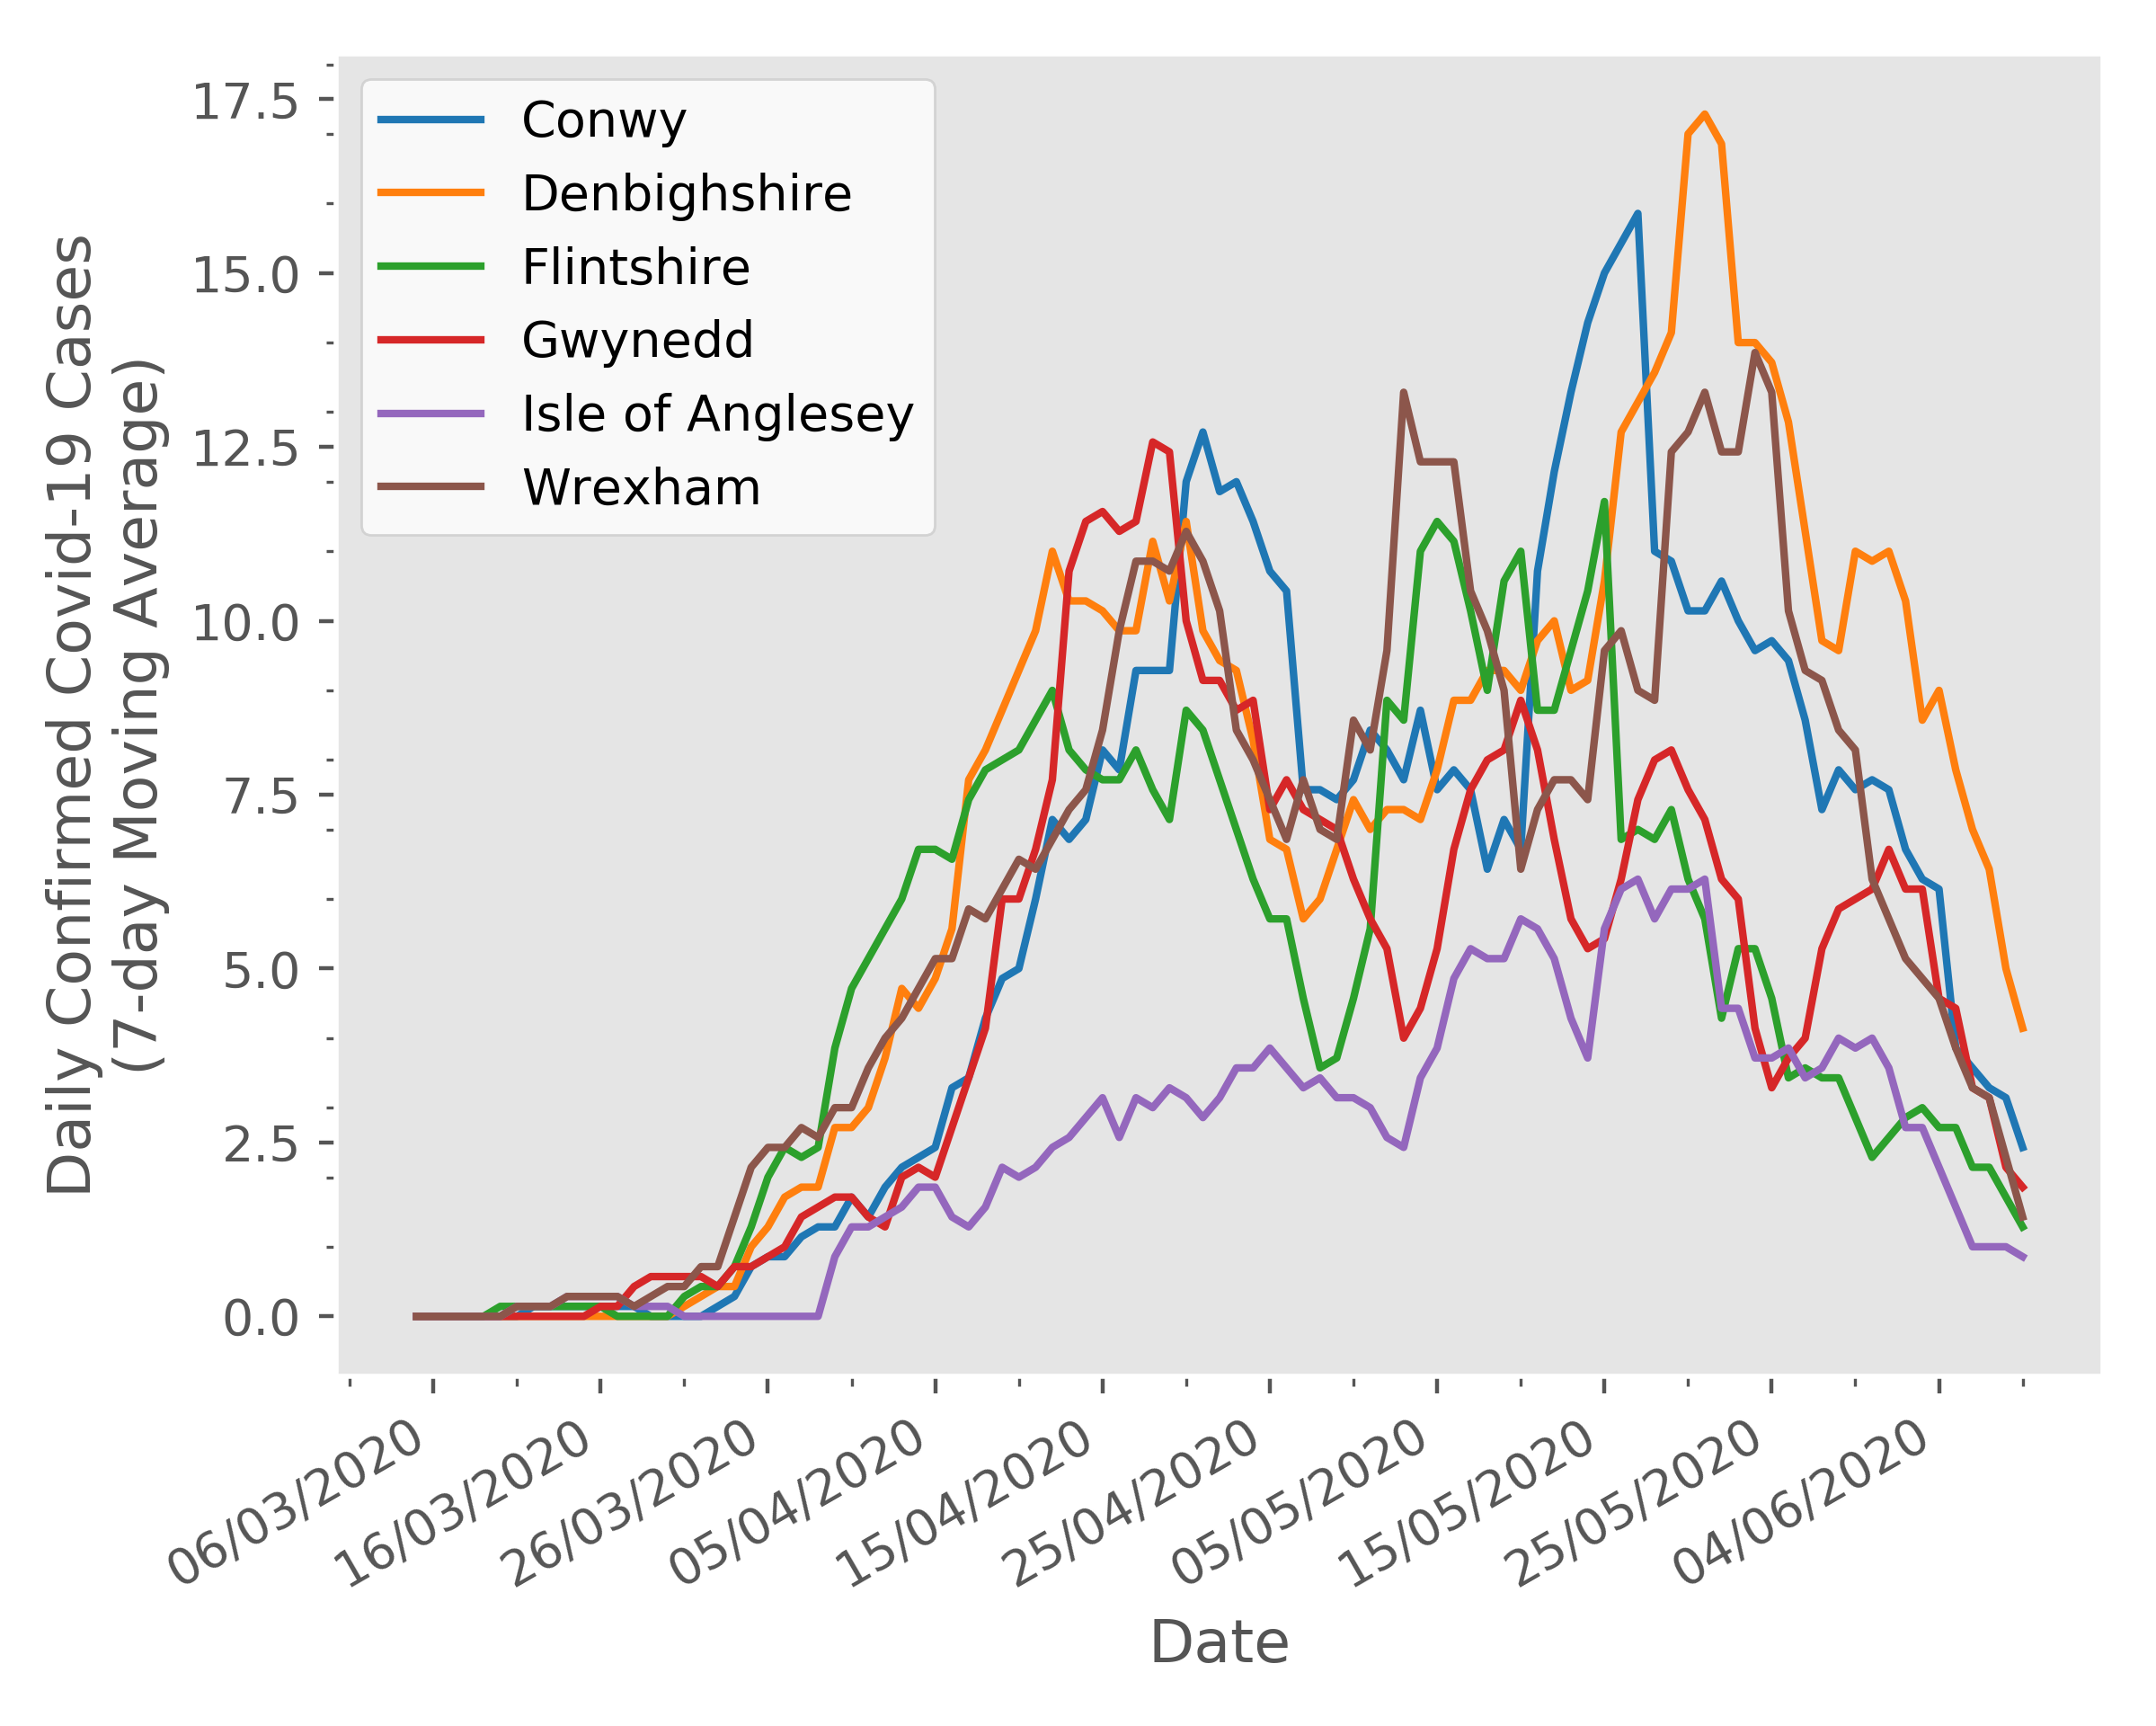 Daily Confirmed Covid-19 Cases
(7-day Moving Average)
17.5
15.0
12.5
10.0
7.5
5.0
2.5
0.0
Conwy
Denbighshire
Flintshire
Gwynedd
Isle of Anglesey
Wrexham
06/03/2020
16/03/2020
26/03/2020
05/04/2020
15/04/2020
25/04/2020
05/05/2020
15/05/2020
25/05/2020
04/06/2020
Date